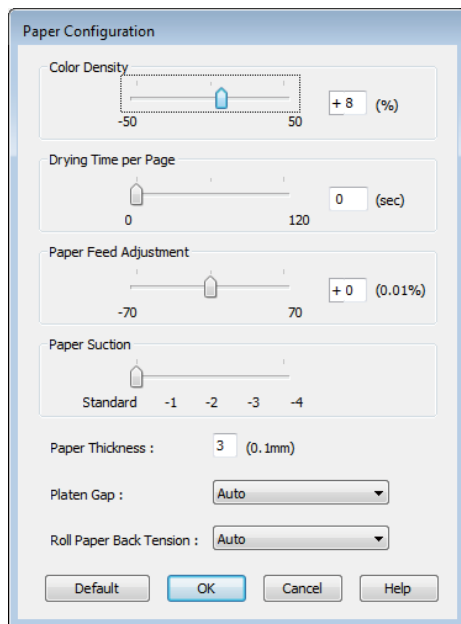 Paper Configuration
Color Density
+ 8 (%)
-50 50
Drying Time per Page
0 (sec)
0 120
Paper Feed Adjustment
+ 0 (0.01%)
-70 70
Paper Suction
Standard -1 -2 -3 -4
Paper Thickness : 3 (0.1mm)
Platen Gap : Auto
Roll Paper Back Tension : Auto
Default OK Cancel Help